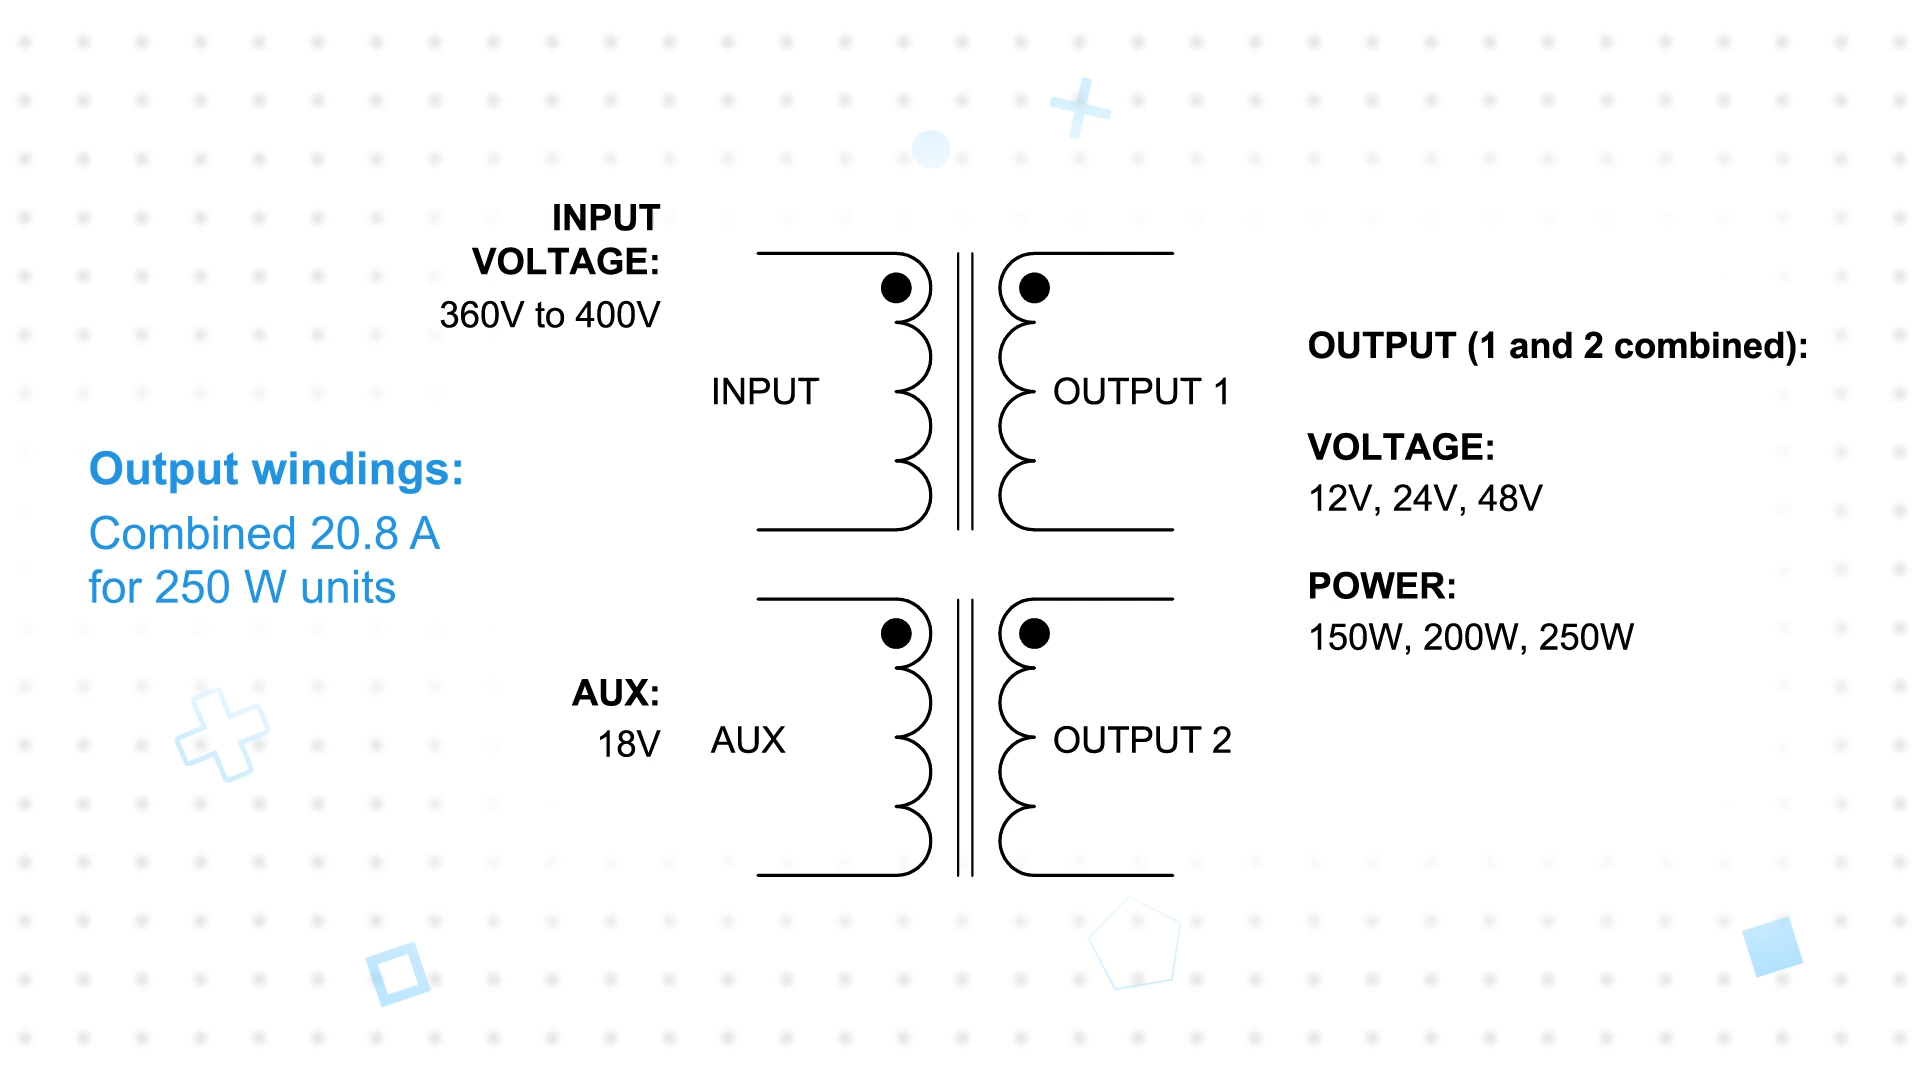 INPUT
VOLTAGE:
360V to 400V
INPUT
OUTPUT 1
OUTPUT (1 and 2 combined):
VOLTAGE:
12V, 24V, 48V
POWER:
150W, 200W, 250W
Output windings:
Combined 20.8 A
for 250 W units
AUX:
18V
AUX
OUTPUT 2